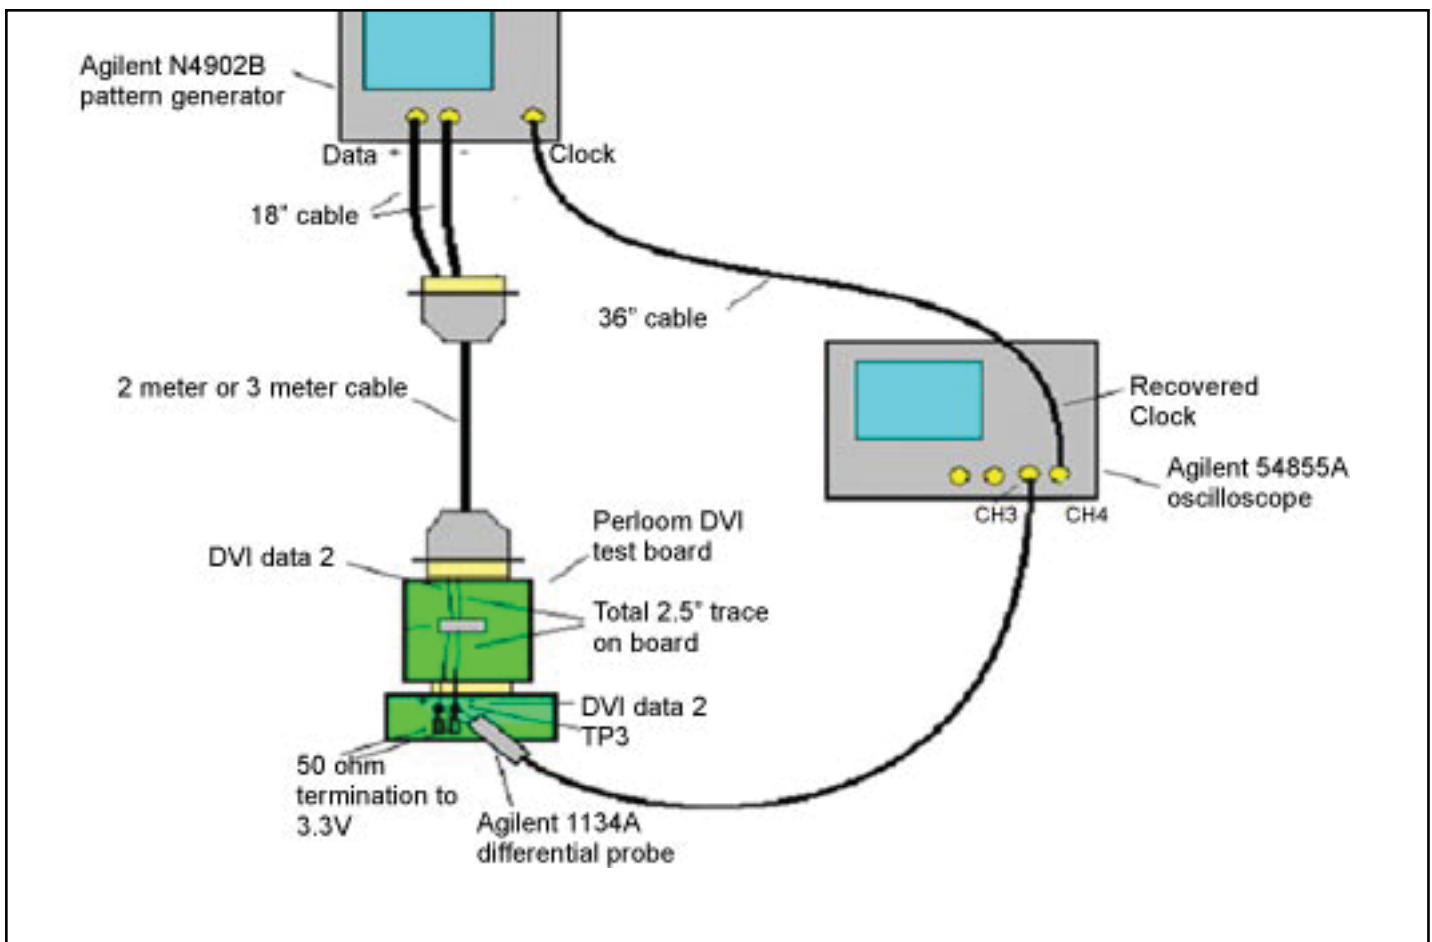 Agilent N4902B
pattern generator
Data + -
Clock
18" cable
36" cable
2 meter or 3 meter cable
Recovered
Clock
Agilent 54855A
oscilloscope
CH3
CH4
Perloom DVI
test board
DVI data 2
Total 2.5" trace
on board
DVI data 2
TP3
50 ohm
termination to
3.3V
Agilent 1134A
differential probe